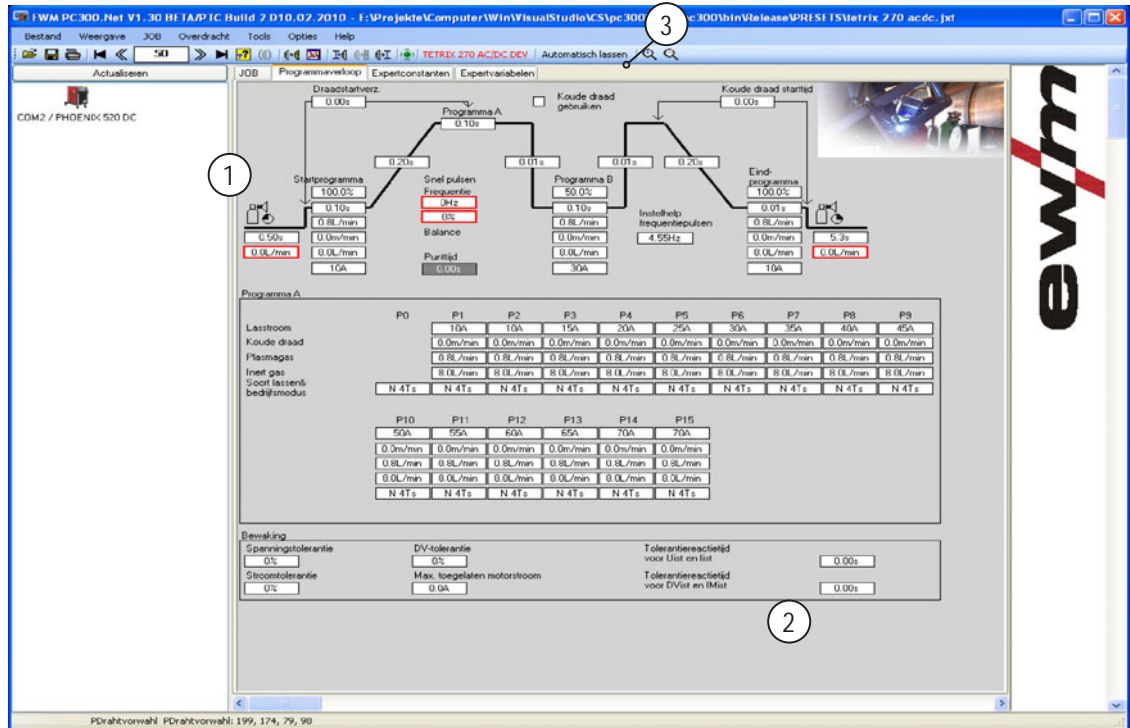 EWM PC300.Net V1.30 BETA/PTC Build 2 D10.02.2010 - E:\Projekte\Computer\Win\VisualStudio\CS\pc300 c300\bin\Release\PRESETS\tetrix 270 acdc.jxt
3
Bestand Weergave JOB Overdracht Tools Opties Help
50 TETRIX 270 AC/DC DEV Automatisch lassen
Actualiseren
JOB Programmaverloop Expertconstanten Expertvariabelen
COM2 / PHOENIX 520 DC
ewm
1
Draadstartverz.
0.00s
Programma A
0.10s
Koude draad gebruiken
Koude draad starttijd
0.00s
0.20s 0.01s 0.01s 0.20s
Startprogramma
100.0%
0.10s
0.8L/min
0.0m/min
8.0L/min
10A
0.50s
0.0L/min
Snel pulsen
Frequentie
0Hz
0%
Balance
Punttijd
0.00s
Programma B
50.0%
0.10s
0.8L/min
0.0m/min
8.0L/min
30A
Instelhelp
frequentiepulsen
4.55Hz
Eind-
programma
100.0%
0.01s
0.8L/min
0.0m/min
8.0L/min
10A
5.3s
0.0L/min
Programma A
P0 P1 P2 P3 P4 P5 P6 P7 P8 P9
Lasstroom 10A 10A 15A 20A 25A 30A 35A 40A 45A
Koude draad 0.0m/min 0.0m/min 0.0m/min 0.0m/min 0.0m/min 0.0m/min 0.0m/min 0.0m/min 0.0m/min
Plasmagas 0.8L/min 0.8L/min 0.8L/min 0.8L/min 0.8L/min 0.8L/min 0.8L/min 0.8L/min 0.8L/min
Inert gas 8.0L/min 8.0L/min 8.0L/min 8.0L/min 8.0L/min 8.0L/min 8.0L/min 8.0L/min 8.0L/min
Soort lassen&
bedrijfsmodus N 4Ts N 4Ts N 4Ts N 4Ts N 4Ts N 4Ts N 4Ts N 4Ts N 4Ts N 4Ts
P10 P11 P12 P13 P14 P15
50A 55A 60A 65A 70A 70A
0.0m/min 0.0m/min 0.0m/min 0.0m/min 0.0m/min 0.0m/min
0.8L/min 0.8L/min 0.8L/min 0.8L/min 0.8L/min 0.8L/min
8.0L/min 8.0L/min 8.0L/min 8.0L/min 8.0L/min 8.0L/min
N 4Ts N 4Ts N 4Ts N 4Ts N 4Ts N 4Ts
Bewaking
Spanningstolerantie
0%
Stroomtolerantie
0%
DV-tolerantie
0%
Max. toegelaten motorstroom
0.0A
Tolerantiereactietijd
voor Uist en Iist 0.00s
Tolerantiereactietijd
voor DVist en IMist 0.00s
2
PDrahtvorwahl PDrahtvorwahl: 199, 174, 79, 98